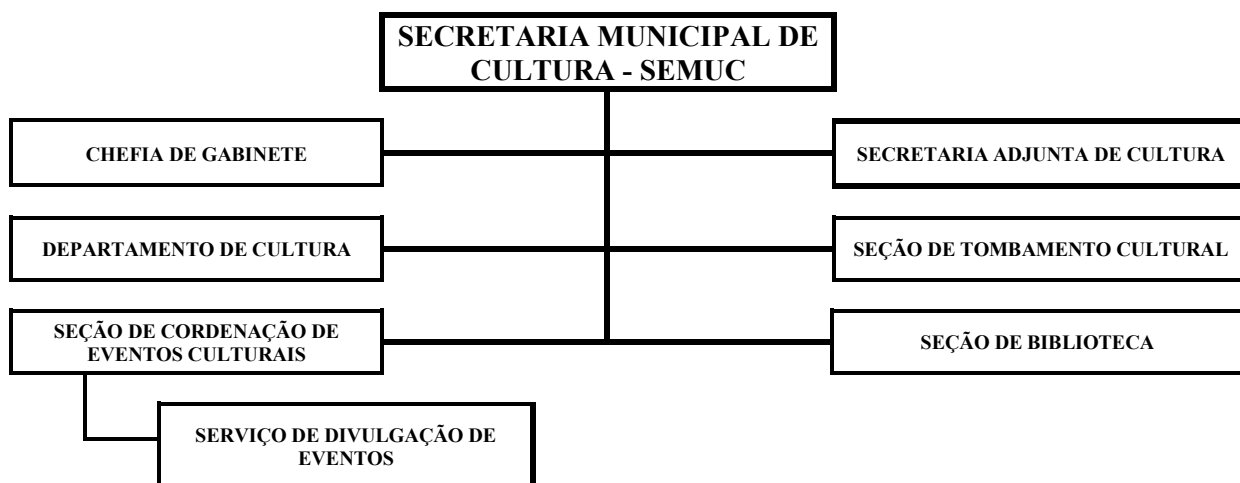 SECRETARIA MUNICIPAL DE
CULTURA - SEMUC
CHEFIA DE GABINETE
SECRETARIA ADJUNTA DE CULTURA
DEPARTAMENTO DE CULTURA
SEÇÃO DE TOMBAMENTO CULTURAL
SEÇÃO DE CORDENAÇÃO DE
EVENTOS CULTURAIS
SEÇÃO DE BIBLIOTECA
SERVIÇO DE DIVULGAÇÃO DE
EVENTOS